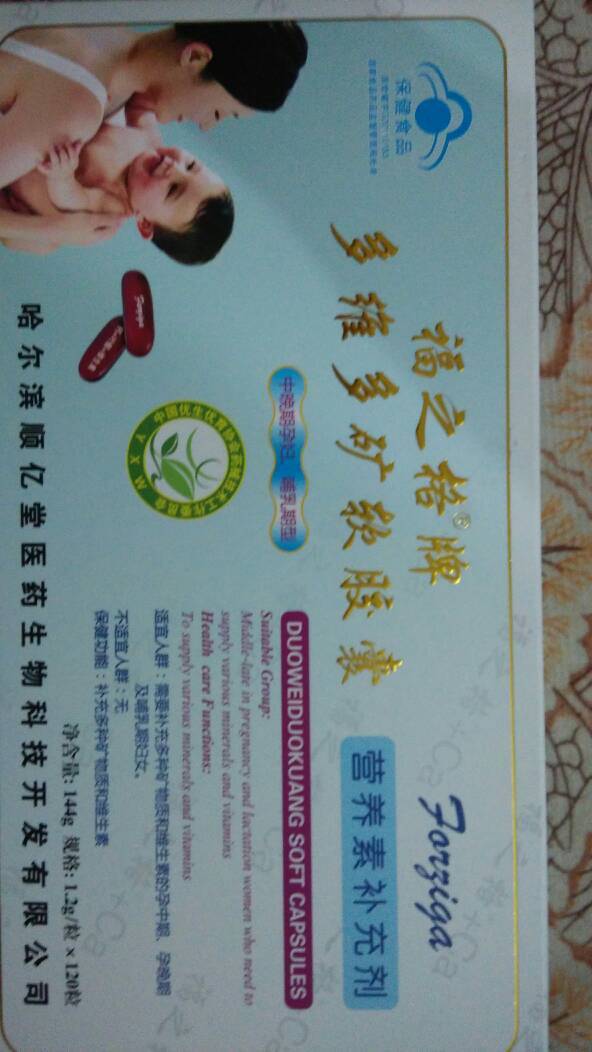 保健食品
福之梧牌®
多维多矿软胶囊
Forziga
营养素补充剂
中晚期孕妇、哺乳期型
MXA
Forziga
DUOWEIDUOKUANG SOFT CAPSULES
Suitable Group:
Middle-late in pregnancy and lactation women who need to
supply various minerals and vitamins
Health care Functions:
To supply various minerals and vitamins
适宜人群：需要补充多种矿物质和维生素的孕中期、孕晚期
及哺乳期妇女。
不适宜人群：无
保健功能：补充多种矿物质和维生素
净含量: 144g 规格: 1.2g/粒×120粒
哈尔滨顺亿堂医药生物科技开发有限公司